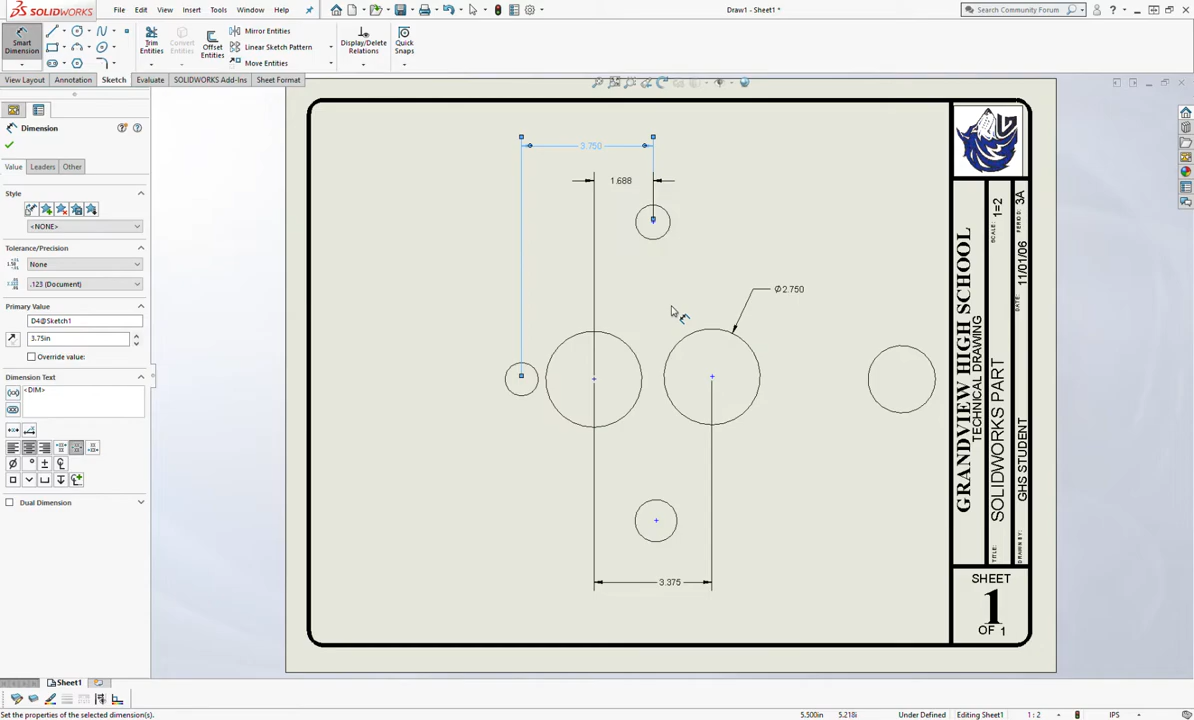 SOLIDWORKS
File Edit View Insert Tools Window Help
Draw1 - Sheet1 *
Search Community Forum
Smart Dimension
Trim Entities
Convert Entities
Offset Entities
Mirror Entities
Linear Sketch Pattern
Move Entities
Display/Delete Relations
Quick Snaps
View Layout Annotation Sketch Evaluate SOLIDWORKS Add-Ins Sheet Format
Dimension
Value Leaders Other
Style
<NONE>
Tolerance/Precision
None
.123 (Document)
Primary Value
D4@Sketch1
3.75in
Override value:
Dimension Text
<DIM>
Dual Dimension
3.750
1.688
Ø2.750
3.375
GRANDVIEW HIGH SCHOOL
TECHNICAL DRAWING
TITLE: SOLIDWORKS PART
SCALE: 1=2
DRAWN BY: GHS STUDENT
DATE: 11/01/06
PERIOD: 3A
SHEET
1
OF 1
Sheet1
Set the properties of the selected dimension(s).
5.500in 5.218in Under Defined Editing Sheet1 1 : 2 IPS